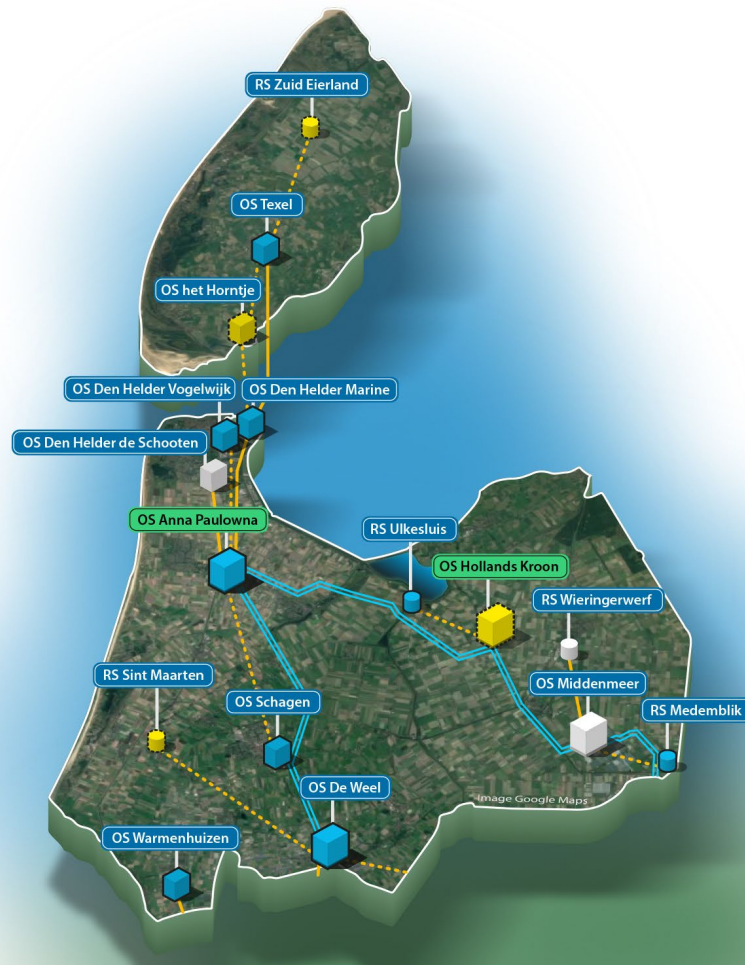 RS Zuid Eierland
OS Texel
OS het Horntje
OS Den Helder Vogelwijk
OS Den Helder Marine
OS Den Helder de Schooten
OS Anna Paulowna
RS Ulkesluis
OS Hollands Kroon
RS Wieringerwerf
RS Sint Maarten
OS Schagen
OS Middenmeer
RS Medemblik
OS De Weel
Image Google Maps
OS Warmenhuizen